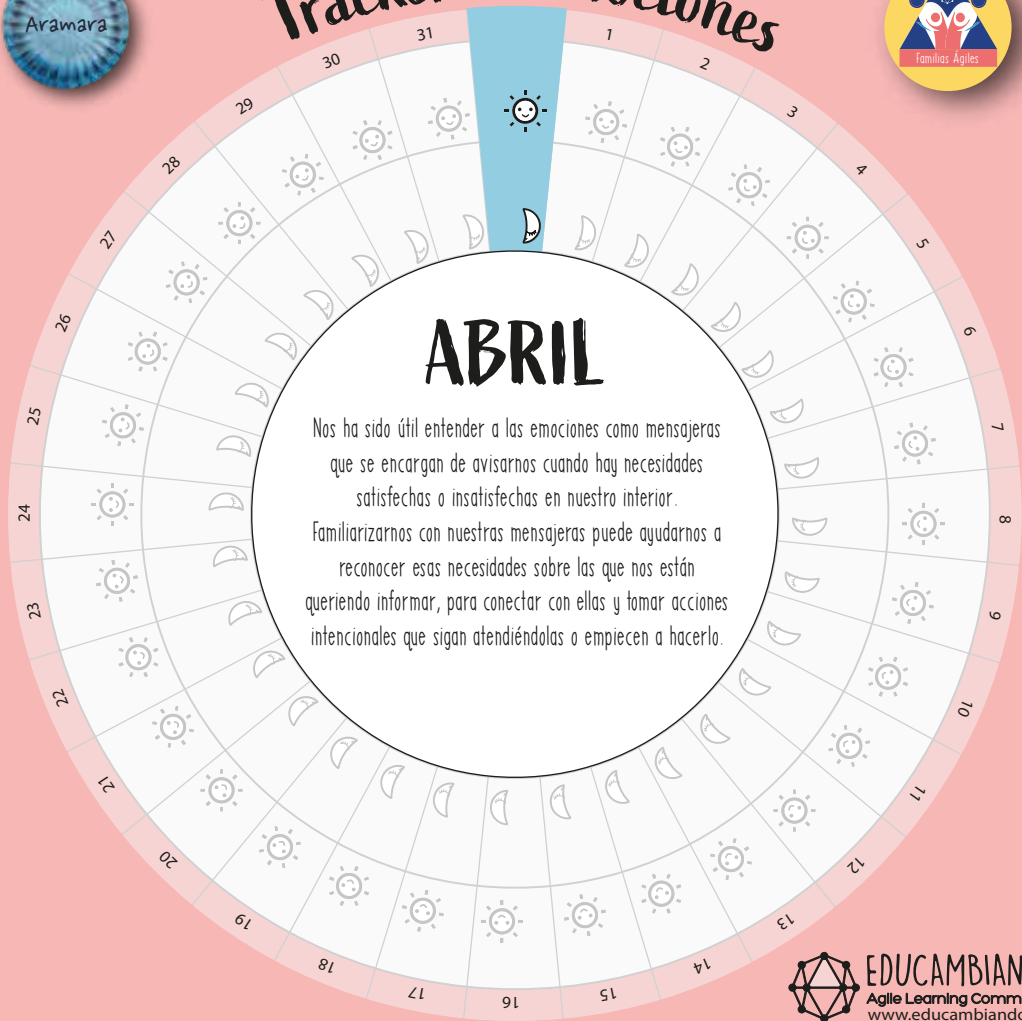 Aramara
Familias Ágiles
1
2
3
4
5
6
7
8
9
10
11
12
13
14
15
16
17
18
19
20
21
22
23
24
25
26
27
28
29
30
31
ABRIL
Nos ha sido útil entender a las emociones como mensajeras
que se encargan de avisarnos cuando hay necesidades
satisfechas o insatisfechas en nuestro interior.
Familiarizarnos con nuestras mensajeras puede ayudarnos a
reconocer esas necesidades sobre las que nos están
queriendo informar, para conectar con ellas y tomar acciones
intencionales que sigan atendiéndolas o empiecen a hacerlo.
EDUCAMBIAN
Agile Learning Comm
www.educambiando